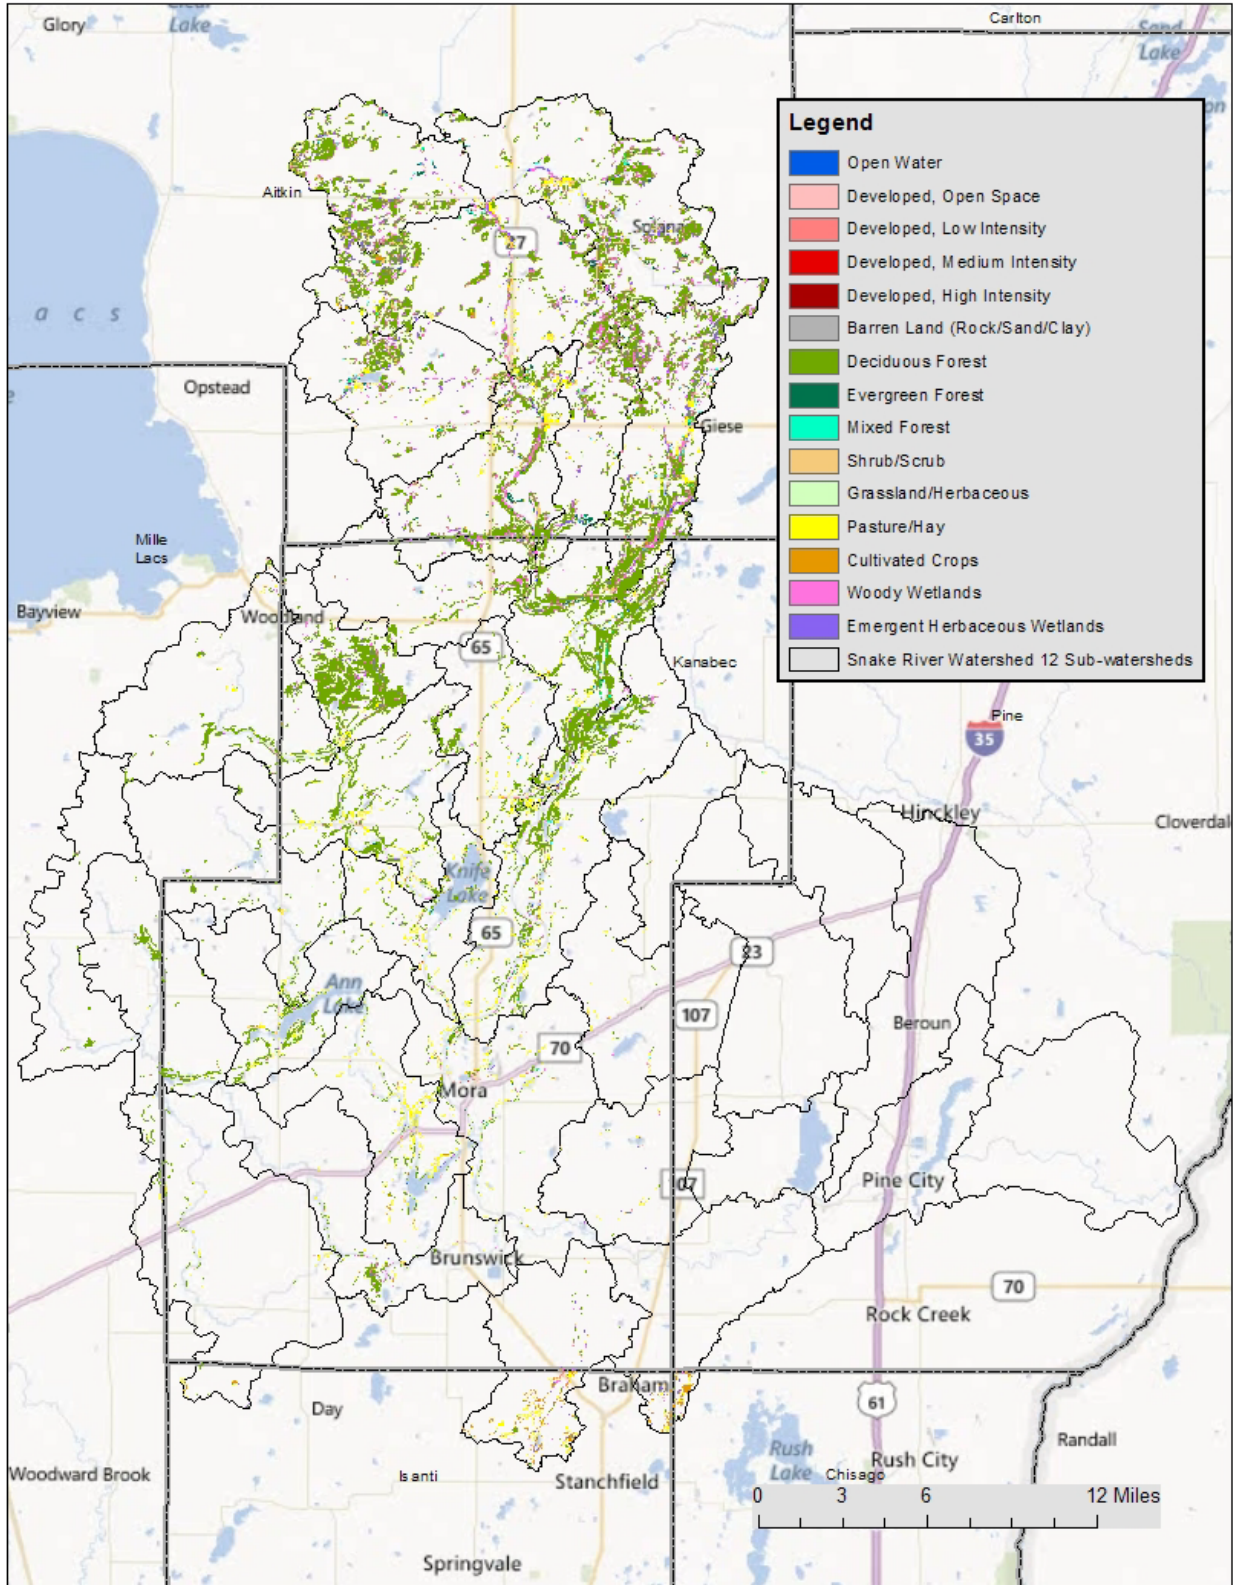 Glory
Lake
Carlton
Sand
Lake
Legend
Open Water
Developed, Open Space
Developed, Low Intensity
Developed, Medium Intensity
Developed, High Intensity
Barren Land (Rock/Sand/Clay)
Deciduous Forest
Evergreen Forest
Mixed Forest
Shrub/Scrub
Grassland/Herbaceous
Pasture/Hay
Cultivated Crops
Woody Wetlands
Emergent Herbaceous Wetlands
Snake River Watershed 12 Sub-watersheds
Aitkin
Solana
27
a c s
Opstead
Giese
Mille
Lacs
Bayview
Woodland
65
Kanabec
Pine
35
Hinckley
Cloverdal
Knife
Lake
65
23
Ann
Lake
107
Beroun
70
Mora
107
Pine City
Brunswick
70
Rock Creek
Braham
61
Day
Randall
Rush
Lake
Rush City
Woodward Brook
Isanti
Stanchfield
Chisago
0 3 6 12 Miles
Springvale